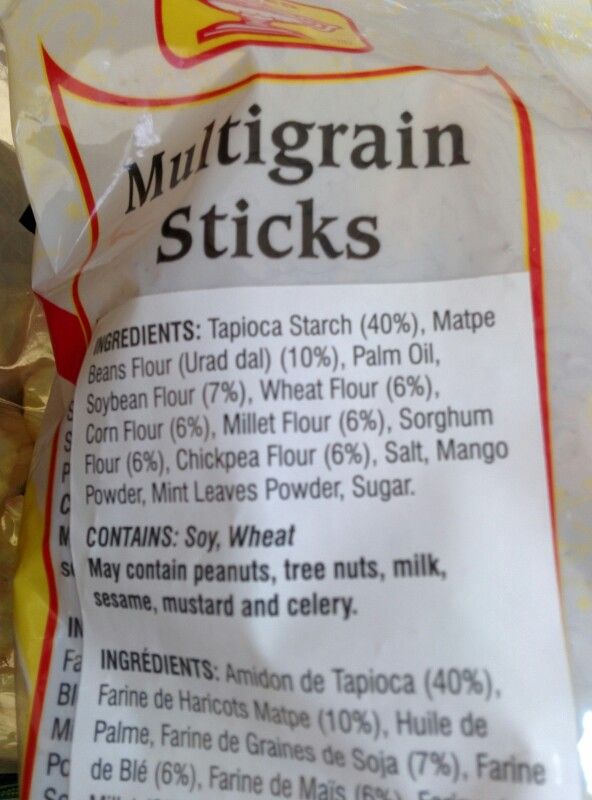 Multigrain
Sticks
INGREDIENTS: Tapioca Starch (40%), Matpe
Beans Flour (Urad dal) (10%), Palm Oil,
Soybean Flour (7%), Wheat Flour (6%),
Corn Flour (6%), Millet Flour (6%), Sorghum
Flour (6%), Chickpea Flour (6%), Salt, Mango
Powder, Mint Leaves Powder, Sugar.
CONTAINS: Soy, Wheat
May contain peanuts, tree nuts, milk,
sesame, mustard and celery.
INGRÉDIENTS: Amidon de Tapioca (40%),
Farine de Haricots Matpe (10%), Huile de
Palme, Farine de Graines de Soja (7%), Farine
de Blé (6%), Farine de Maïs (6%)